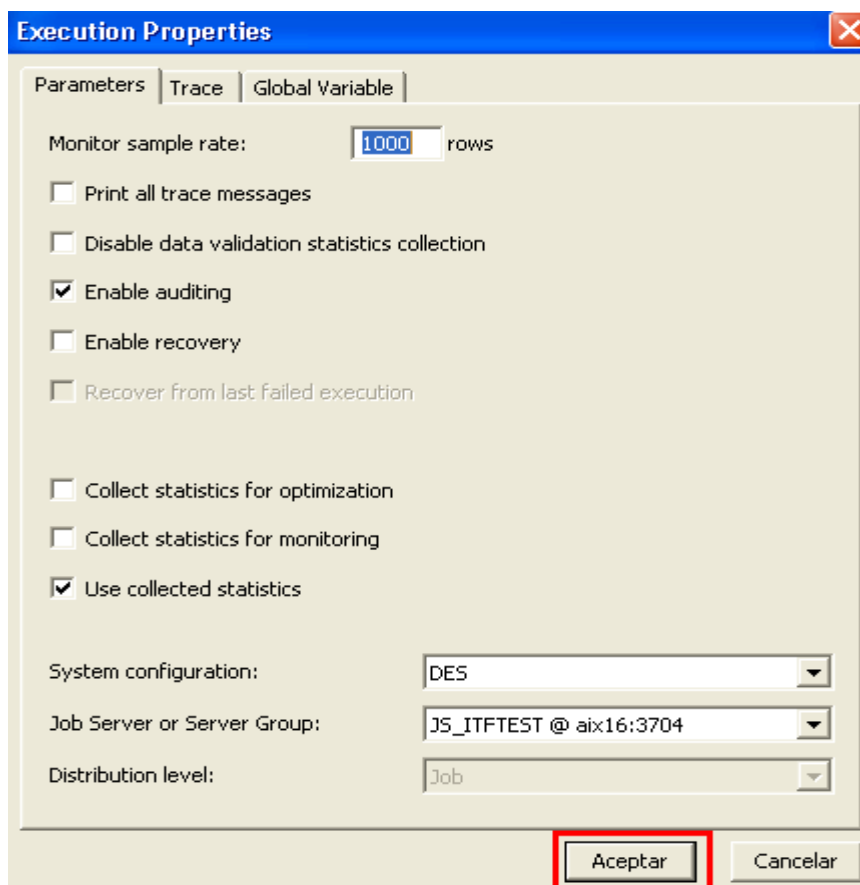 Execution Properties
Parameters Trace Global Variable
Monitor sample rate: 1000 rows
Print all trace messages
Disable data validation statistics collection
Enable auditing
Enable recovery
Recover from last failed execution
Collect statistics for optimization
Collect statistics for monitoring
Use collected statistics
System configuration: DES
Job Server or Server Group: JS_ITFTEST @ aix16:3704
Distribution level: Job
Aceptar Cancelar